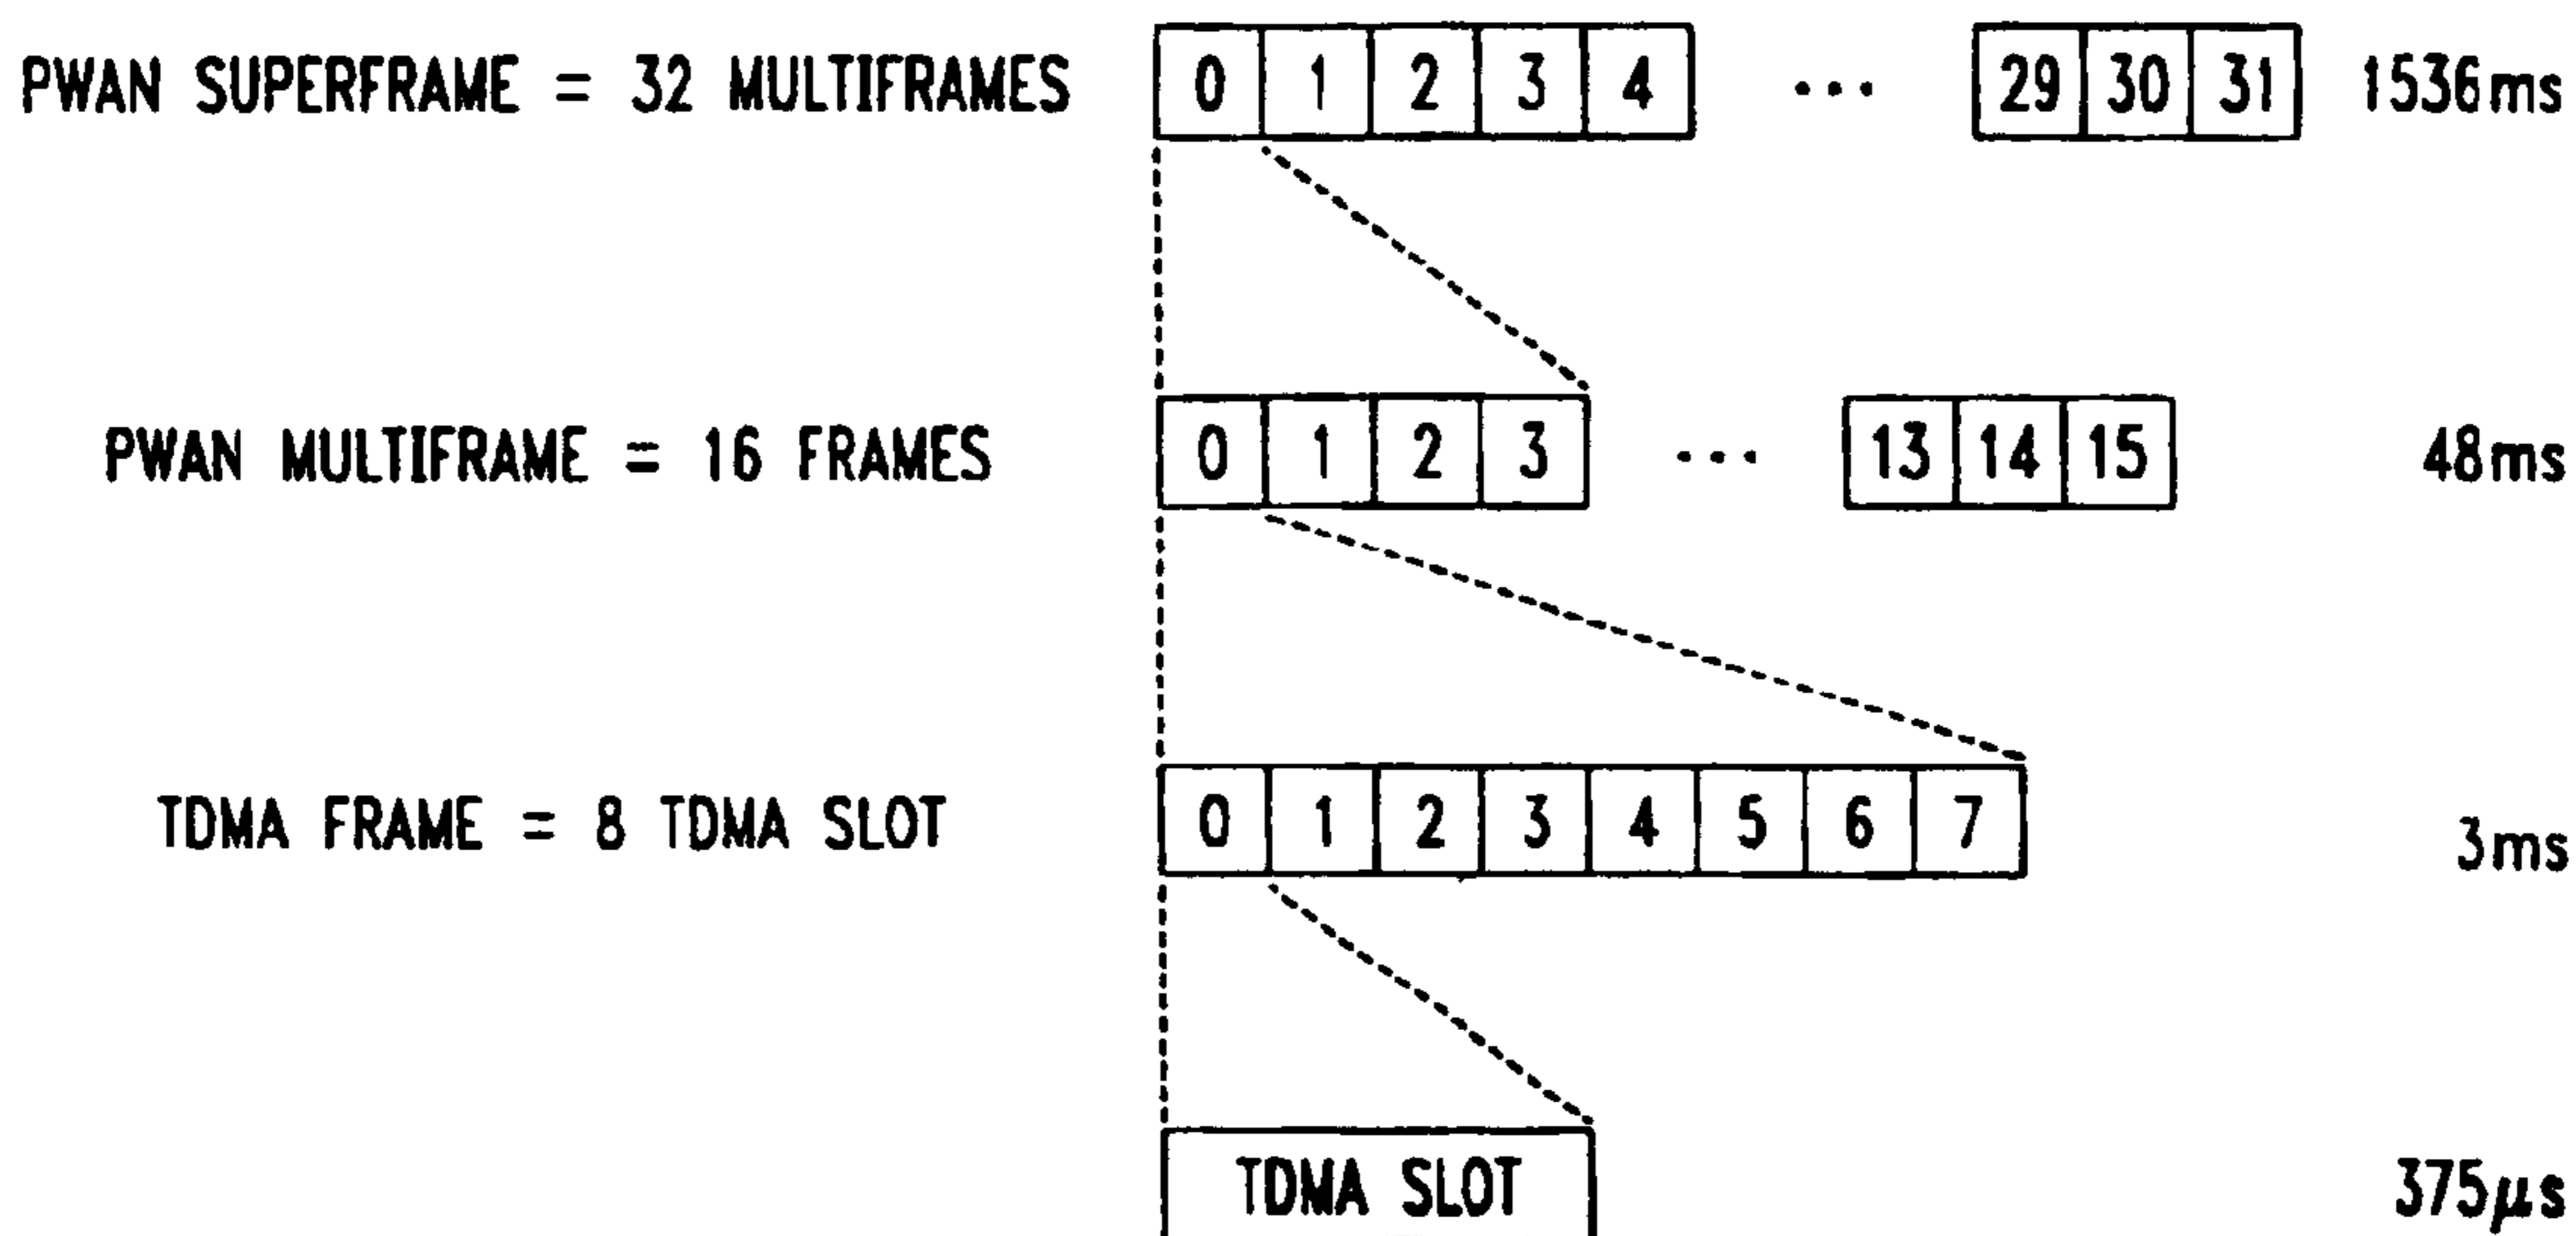 PWAN SUPERFRAME = 32 MULTIFRAMES 0 1 2 3 4 ... 29 30 31 1536ms
PWAN MULTIFRAME = 16 FRAMES 0 1 2 3 ... 13 14 15 48ms
TDMA FRAME = 8 TDMA SLOT 0 1 2 3 4 5 6 7 3ms
TDMA SLOT 375μs